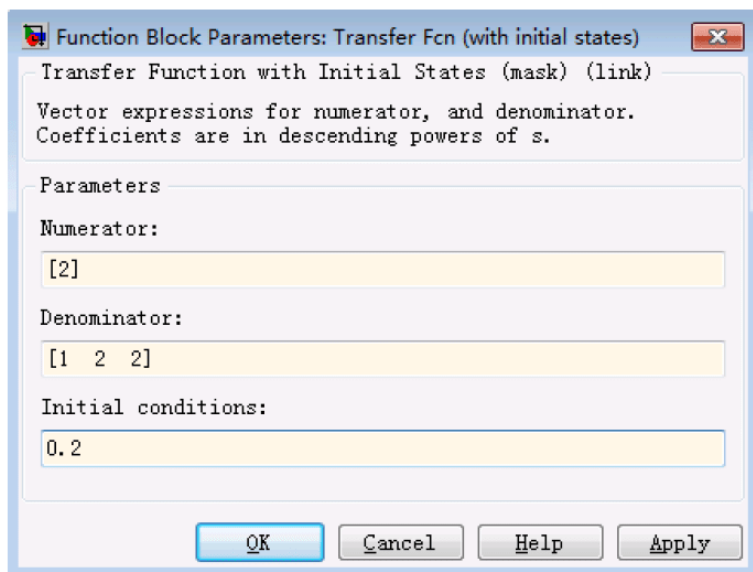 Function Block Parameters: Transfer Fcn (with initial states)
Transfer Function with Initial States (mask) (link)
Vector expressions for numerator, and denominator.
Coefficients are in descending powers of s.
Parameters
Numerator:
[2]
Denominator:
[1 2 2]
Initial conditions:
0.2
OK Cancel Help Apply